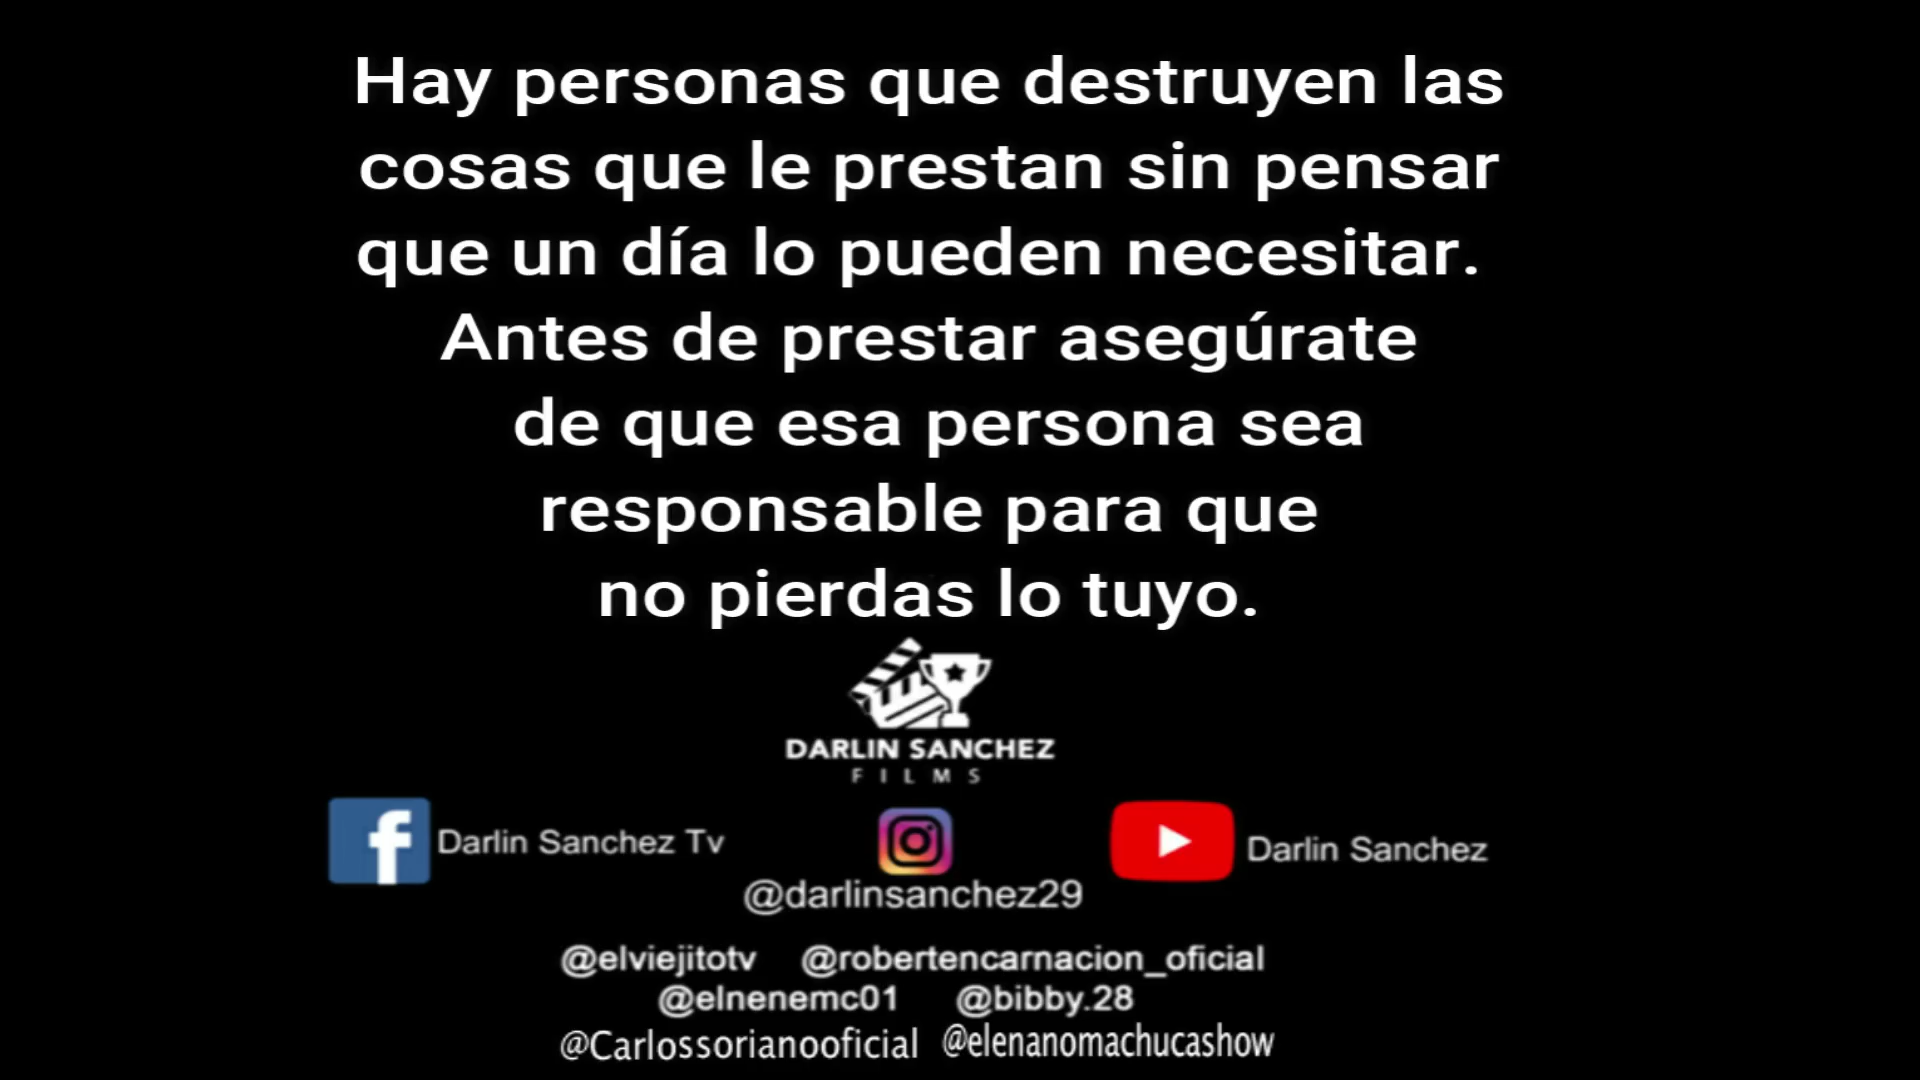 Hay personas que destruyen las
cosas que le prestan sin pensar
que un día lo pueden necesitar.
Antes de prestar asegúrate
de que esa persona sea
responsable para que
no pierdas lo tuyo.
DARLIN SANCHEZ
FILMS
f Darlin Sanchez Tv
Darlin Sanchez
@darlinsanchez29
@elviejitotv @robertencarnacion_oficial
@elnenemc01 @bibby.28
@Carlossorianooficial @elenanomachucashow